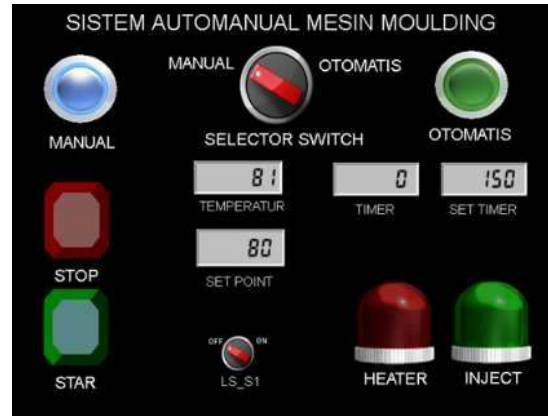 SISTEM AUTOMANUAL MESIN MOULDING
MANUAL OTOMATIS
MANUAL
SELECTOR SWITCH
OTOMATIS
81
0
150
TEMPERATUR
TIMER
SET TIMER
80
STOP
SET POINT
OFF ON
LS_S1
STAR
HEATER
INJECT